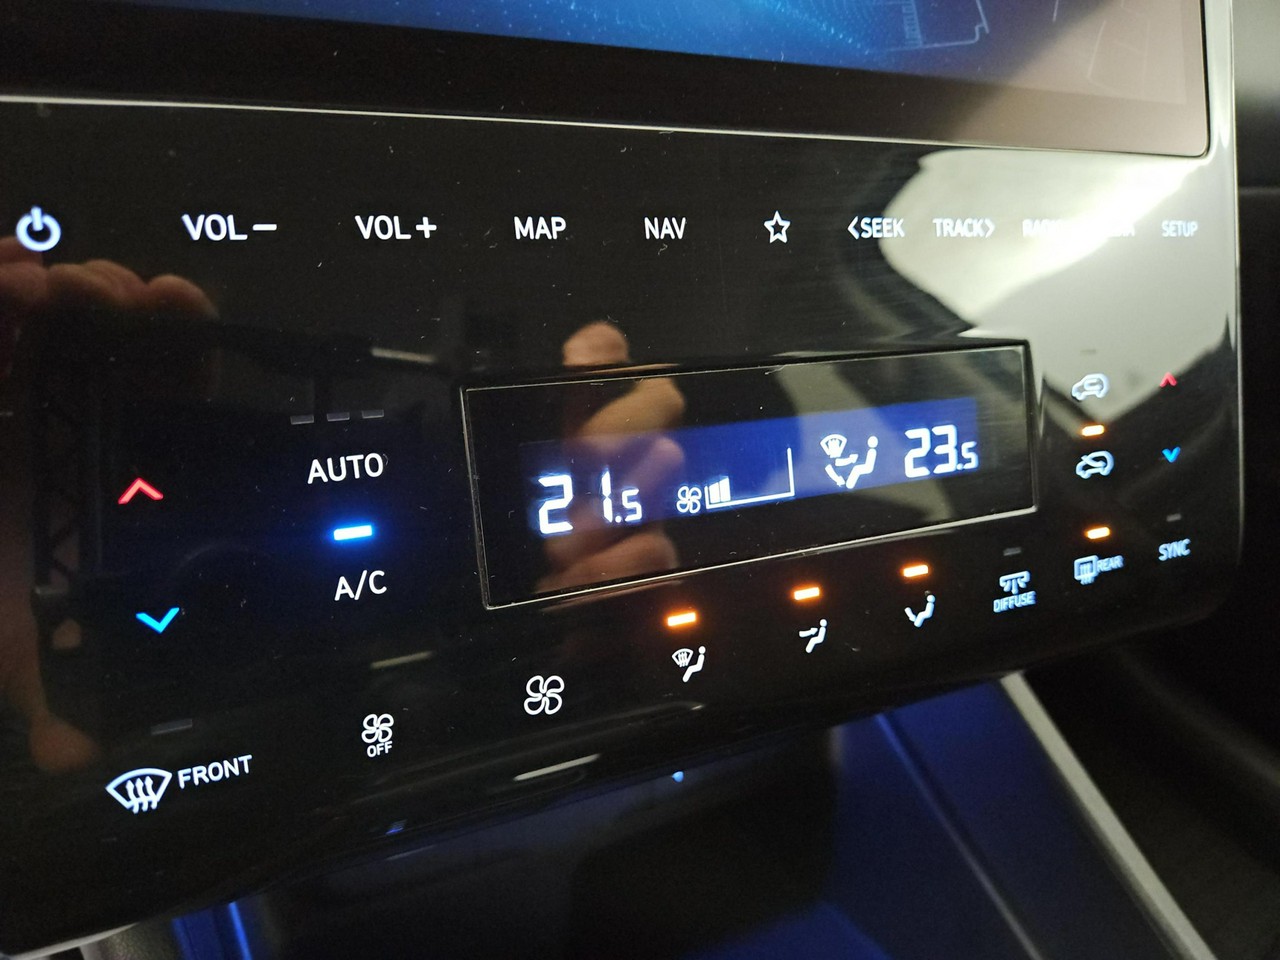 VOL− VOL+ MAP NAV <SEEK TRACK> SETUP
AUTO
21.5 23.5
A/C
SYNC
REAR
DIFFUSE
OFF
FRONT